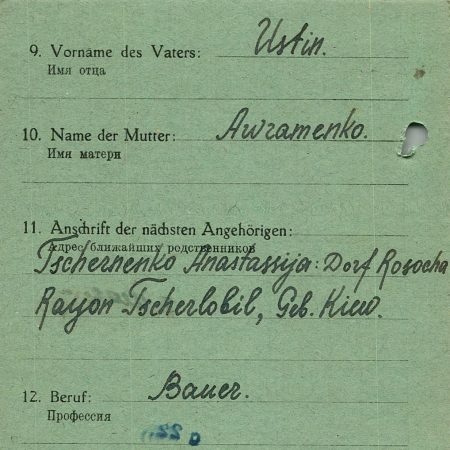 9. Vorname des Vaters: Ustin.
Имя отца
10. Name der Mutter: Awramenko.
Имя матери
11. Anschrift der nächsten Angehörigen:
Адрес ближайших родственников
Tschernenko Anastassija: Dorf Rosocha
Rayon Tscherlobil, Geb. Kiew.
12. Beruf: Bauer.
Профессия